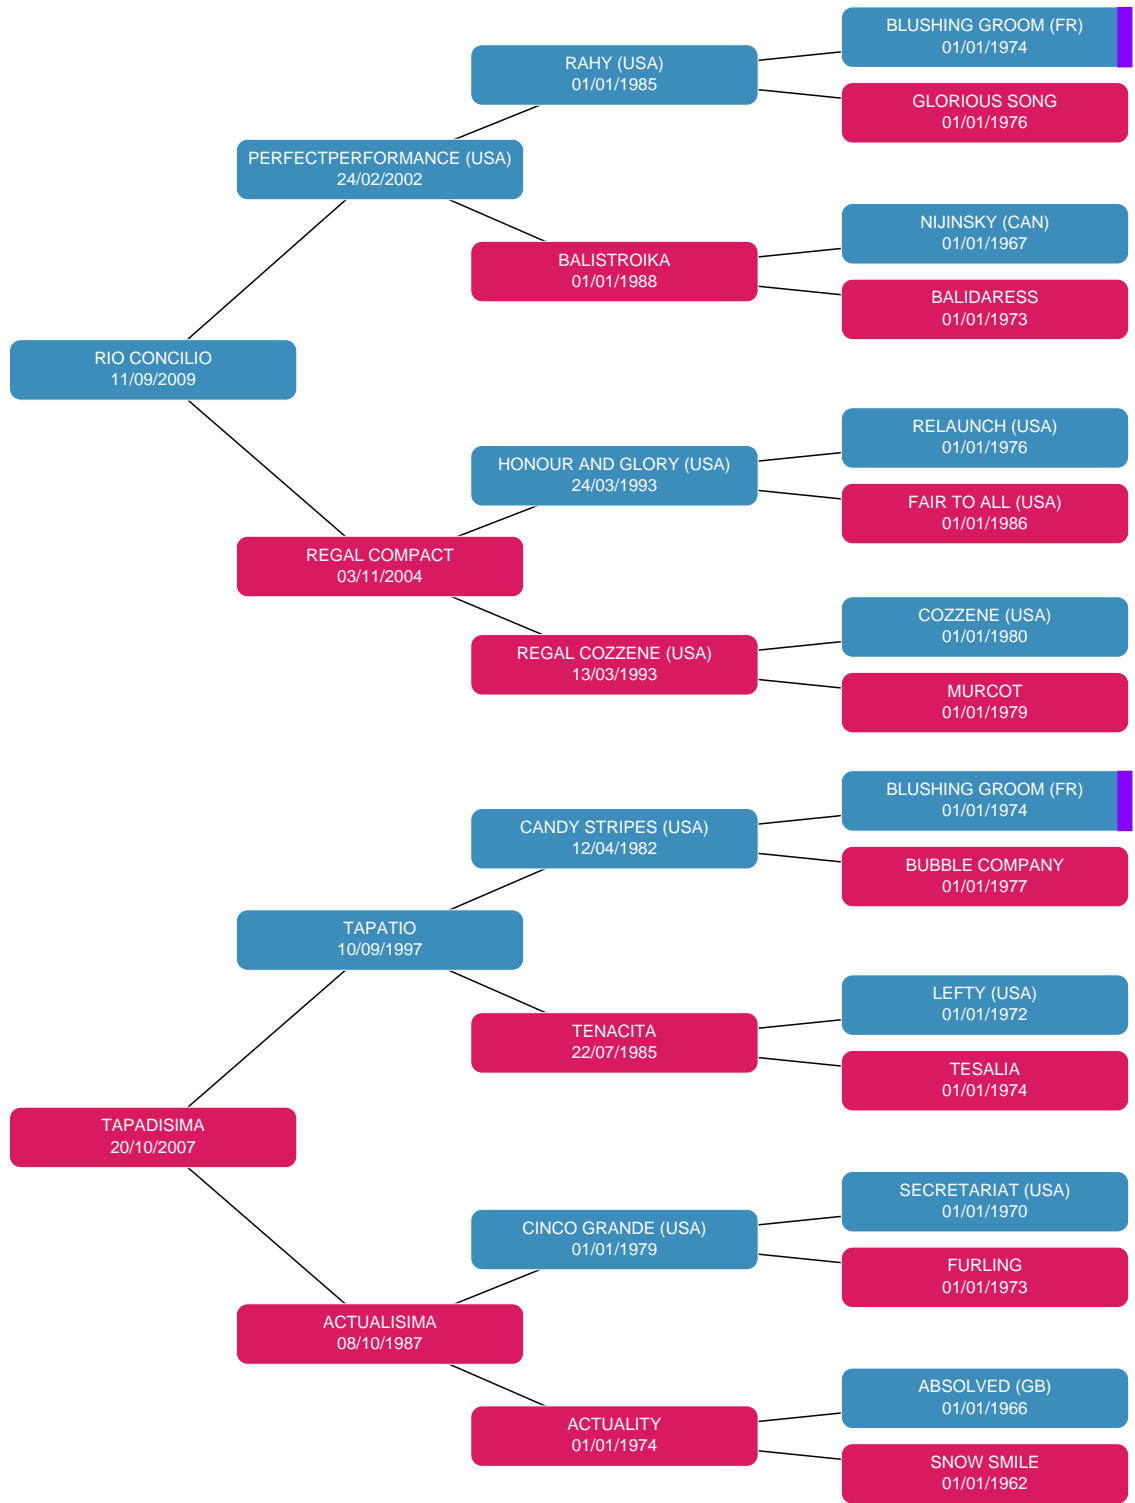 BLUSHING GROOM (FR)
01/01/1974
RAHY (USA)
01/01/1985
GLORIOUS SONG
01/01/1976
PERFECTPERFORMANCE (USA)
24/02/2002
NIJINSKY (CAN)
01/01/1967
BALISTROIKA
01/01/1988
BALIDARESS
01/01/1973
RIO CONCILIO
11/09/2009
RELAUNCH (USA)
01/01/1976
HONOUR AND GLORY (USA)
24/03/1993
FAIR TO ALL (USA)
01/01/1986
REGAL COMPACT
03/11/2004
COZZENE (USA)
01/01/1980
REGAL COZZENE (USA)
13/03/1993
MURCOT
01/01/1979
BLUSHING GROOM (FR)
01/01/1974
CANDY STRIPES (USA)
12/04/1982
BUBBLE COMPANY
01/01/1977
TAPATIO
10/09/1997
LEFTY (USA)
01/01/1972
TENACITA
22/07/1985
TESALIA
01/01/1974
TAPADISIMA
20/10/2007
SECRETARIAT (USA)
01/01/1970
CINCO GRANDE (USA)
01/01/1979
FURLING
01/01/1973
ACTUALISIMA
08/10/1987
ABSOLVED (GB)
01/01/1966
ACTUALITY
01/01/1974
SNOW SMILE
01/01/1962